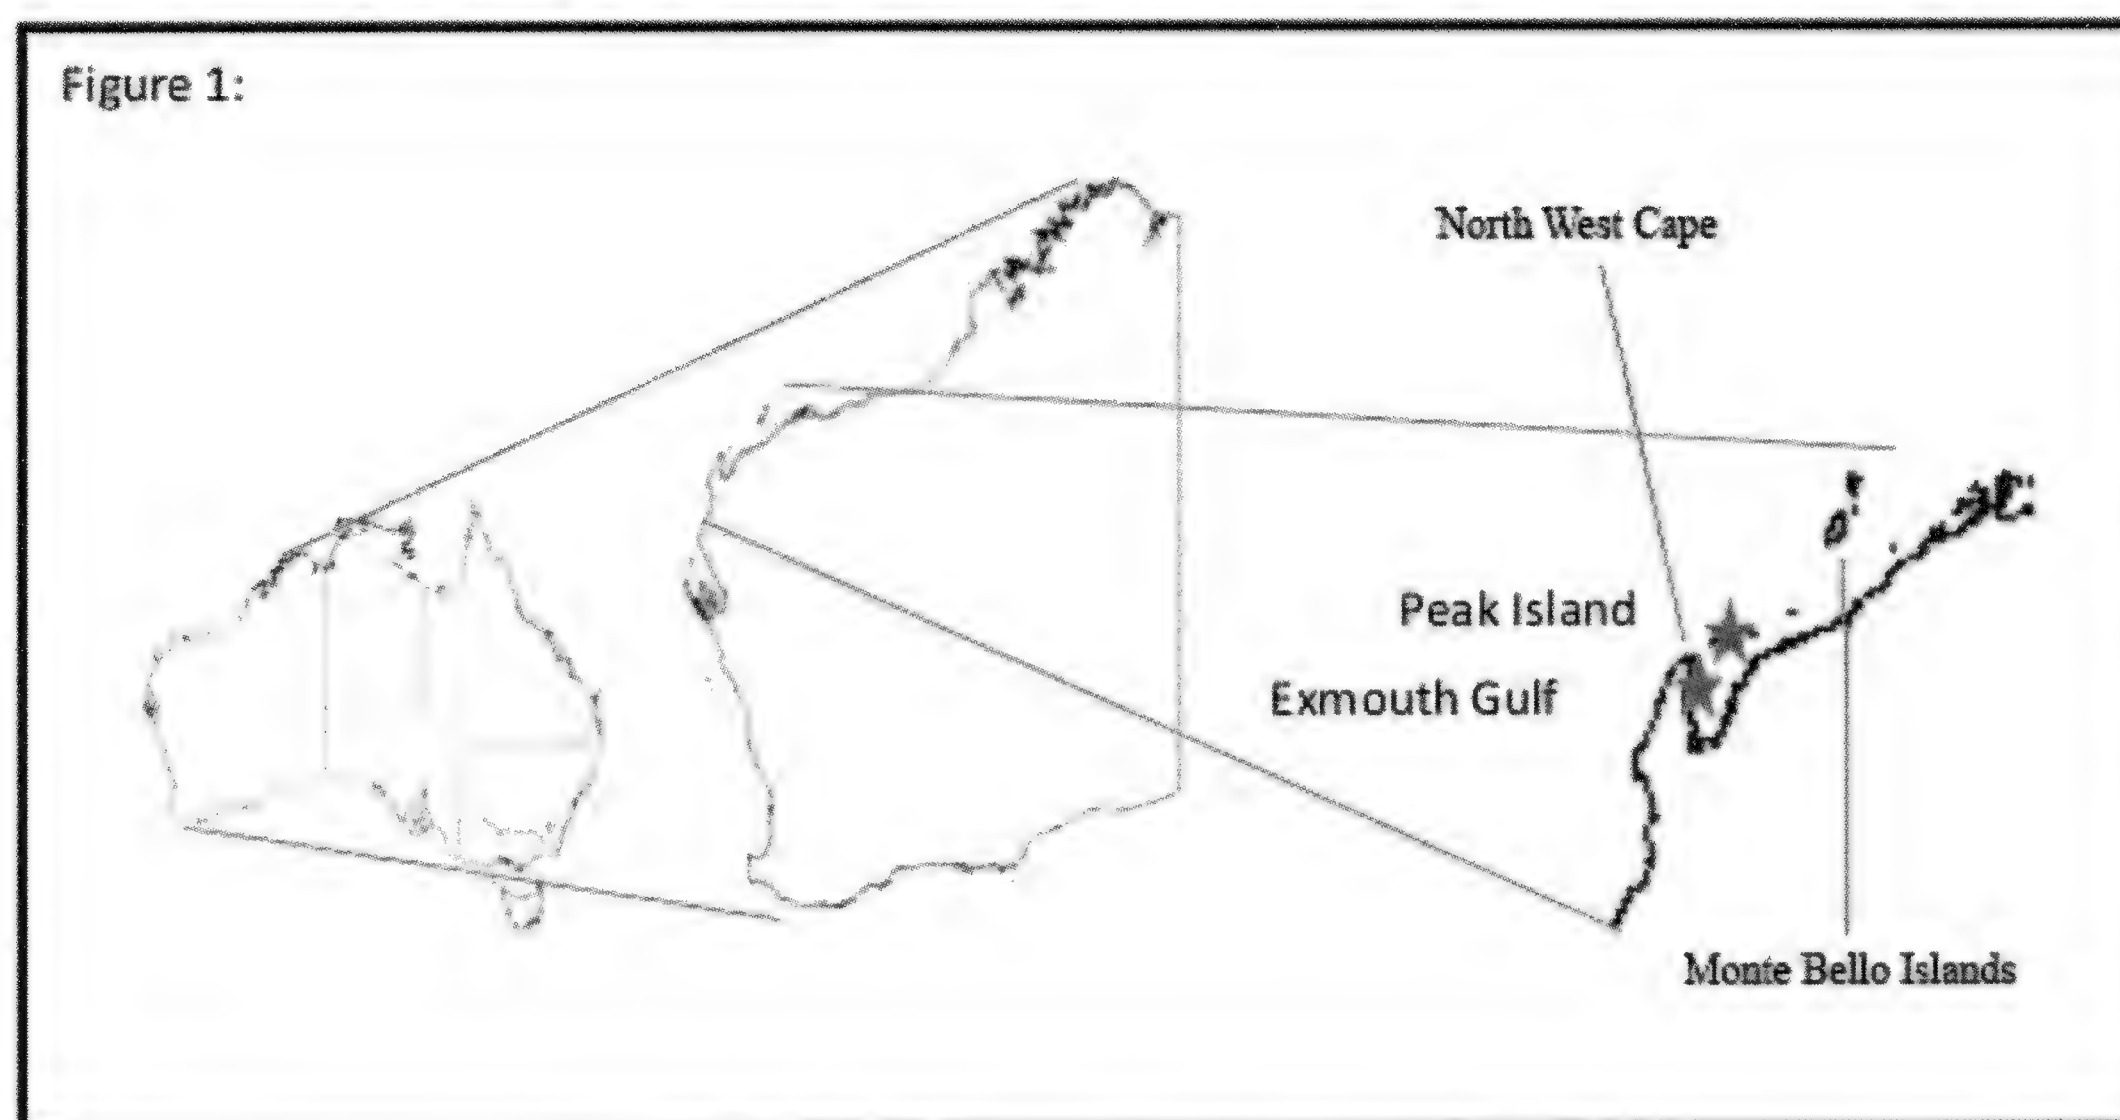 Figure 1:
North West Cape
Peak Island
Exmouth Gulf
Monte Bello Islands